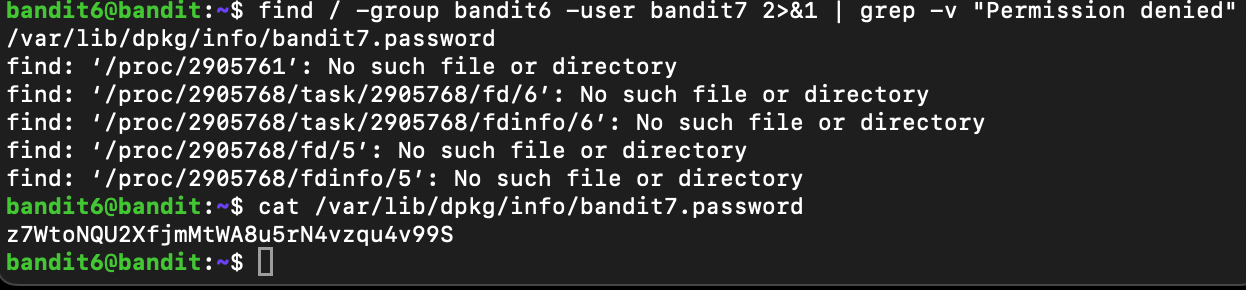 bandit6@bandit:~$ find / -group bandit6 -user bandit7 2>&1 | grep -v "Permission denied"
/var/lib/dpkg/info/bandit7.password
find: ‘/proc/2905761’: No such file or directory
find: ‘/proc/2905768/task/2905768/fd/6’: No such file or directory
find: ‘/proc/2905768/task/2905768/fdinfo/6’: No such file or directory
find: ‘/proc/2905768/fd/5’: No such file or directory
find: ‘/proc/2905768/fdinfo/5’: No such file or directory
bandit6@bandit:~$ cat /var/lib/dpkg/info/bandit7.password
z7WtoNQU2XfjmMtWA8u5rN4vzqu4v99S
bandit6@bandit:~$